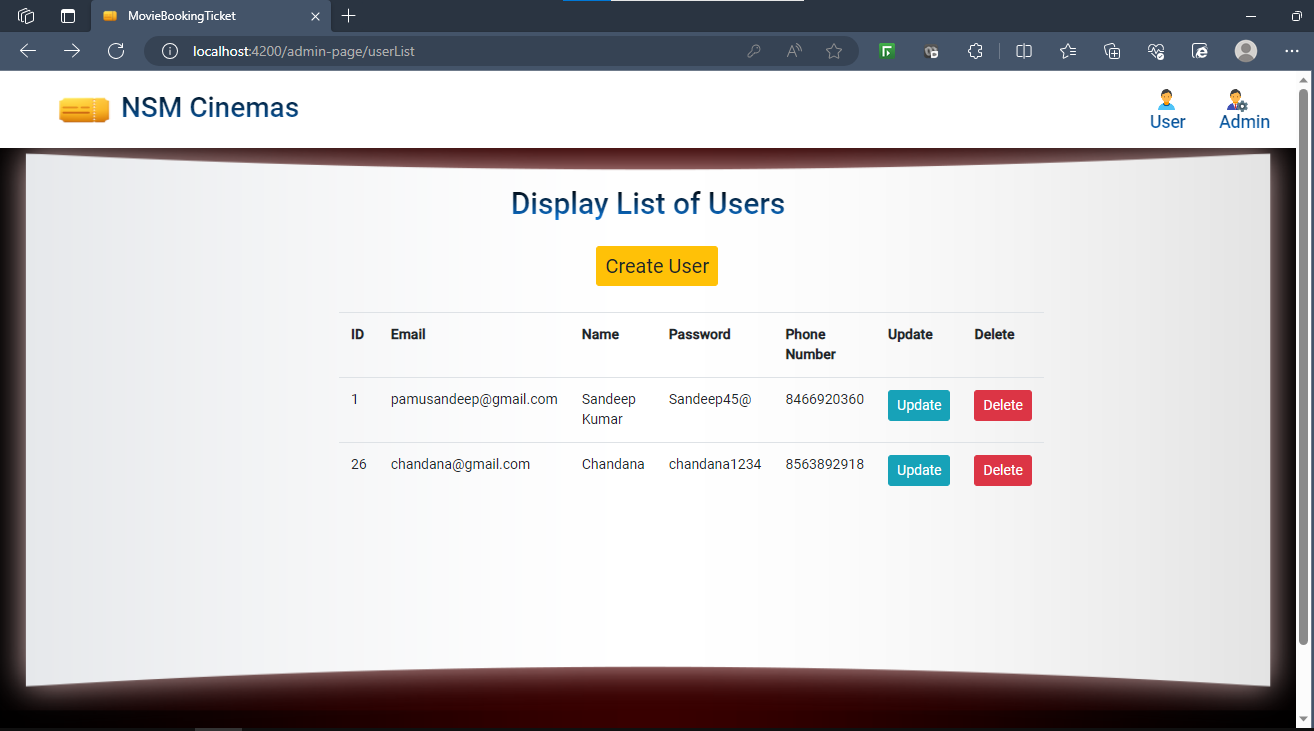 MovieBookingTicket
localhost:4200/admin-page/userList
NSM Cinemas
User Admin
Display List of Users
Create User
ID Email Name Password Phone Number Update Delete
1 pamusandeep@gmail.com Sandeep Kumar Sandeep45@ 8466920360 Update Delete
26 chandana@gmail.com Chandana chandana1234 8563892918 Update Delete